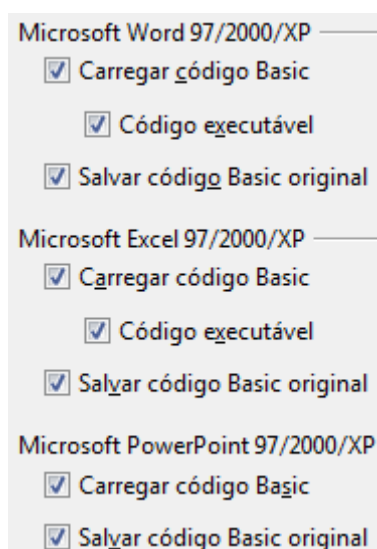 Microsoft Word 97/2000/XP
Carregar código Basic
Código executável
Salvar código Basic original
Microsoft Excel 97/2000/XP
Carregar código Basic
Código executável
Salvar código Basic original
Microsoft PowerPoint 97/2000/XP
Carregar código Basic
Salvar código Basic original